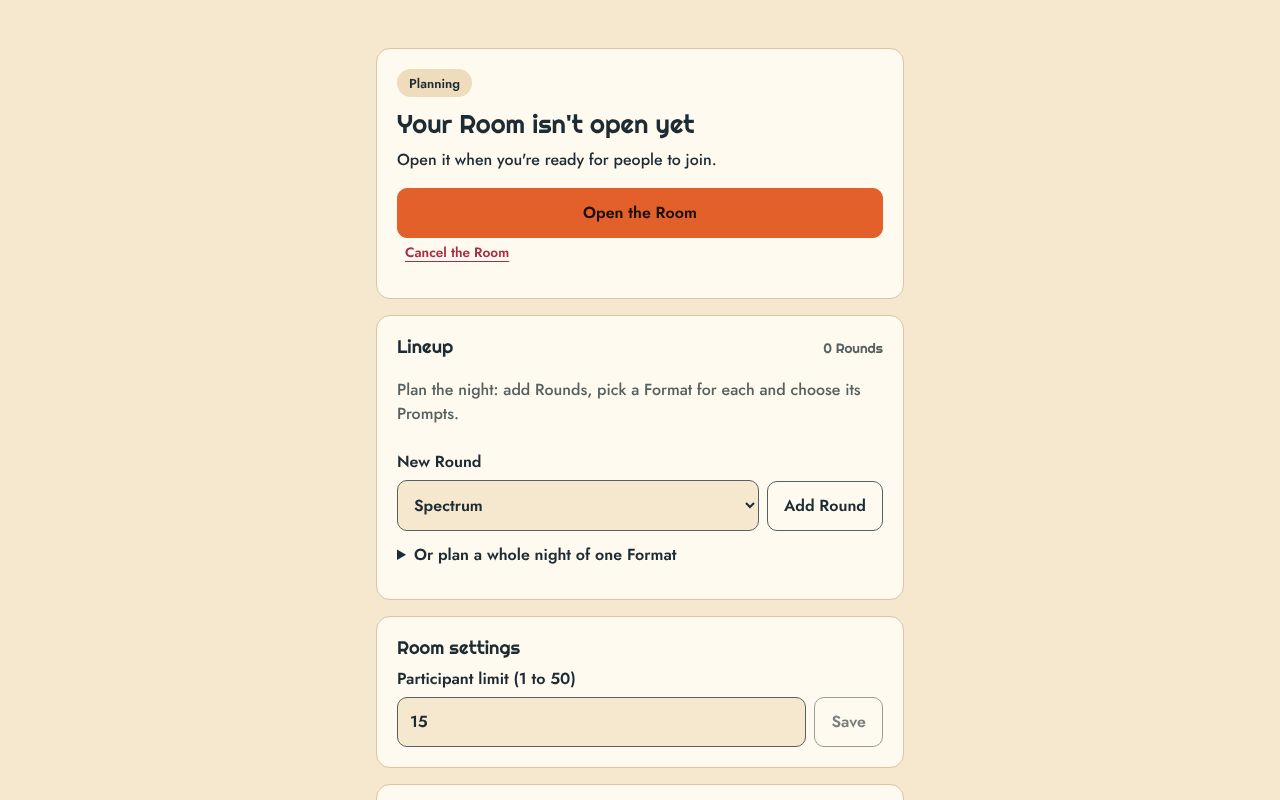 Planning
Your Room isn't open yet
Open it when you're ready for people to join.
Open the Room
Cancel the Room
Lineup
0 Rounds
Plan the night: add Rounds, pick a Format for each and choose its
Prompts.
New Round
Spectrum
Add Round
Or plan a whole night of one Format
Room settings
Participant limit (1 to 50)
15
Save